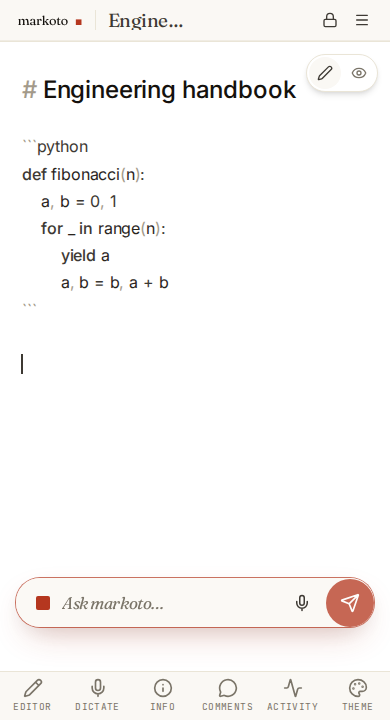 markoto
Engine...
# Engineering handbook
```python
def fibonacci(n):
    a, b = 0, 1
    for _ in range(n):
        yield a
        a, b = b, a + b
```
Ask markoto...
EDITOR DICTATE INFO COMMENTS ACTIVITY THEME